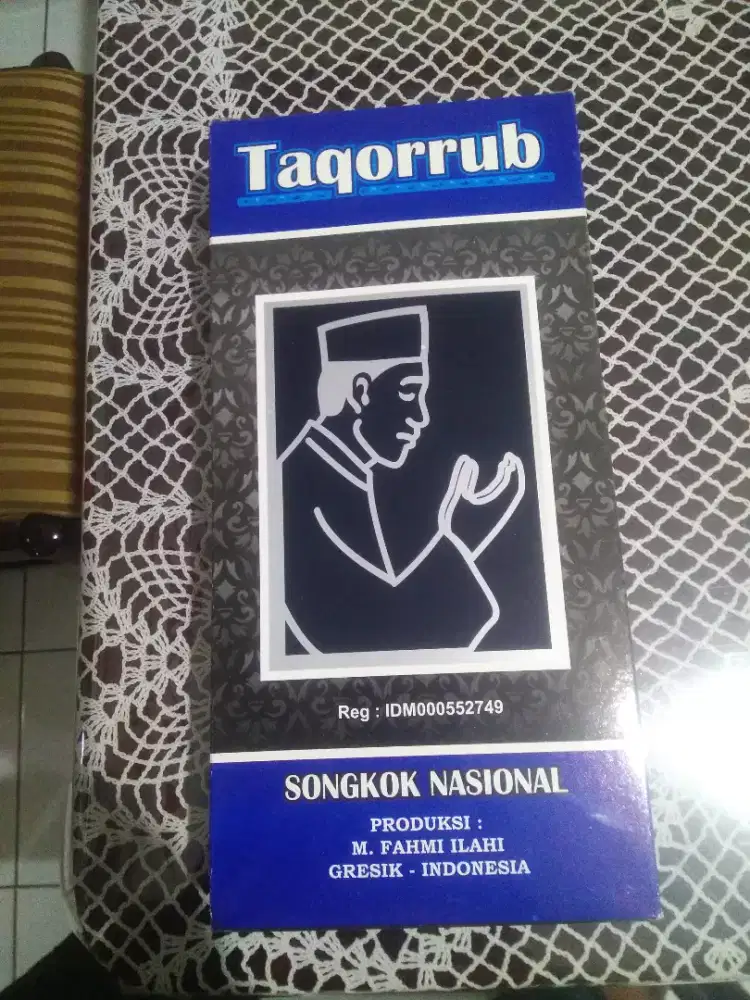 Taqorrub
Reg : IDM000552749
SONGKOK NASIONAL
PRODUKSI :
M. FAHMI ILAHI
GRESIK - INDONESIA